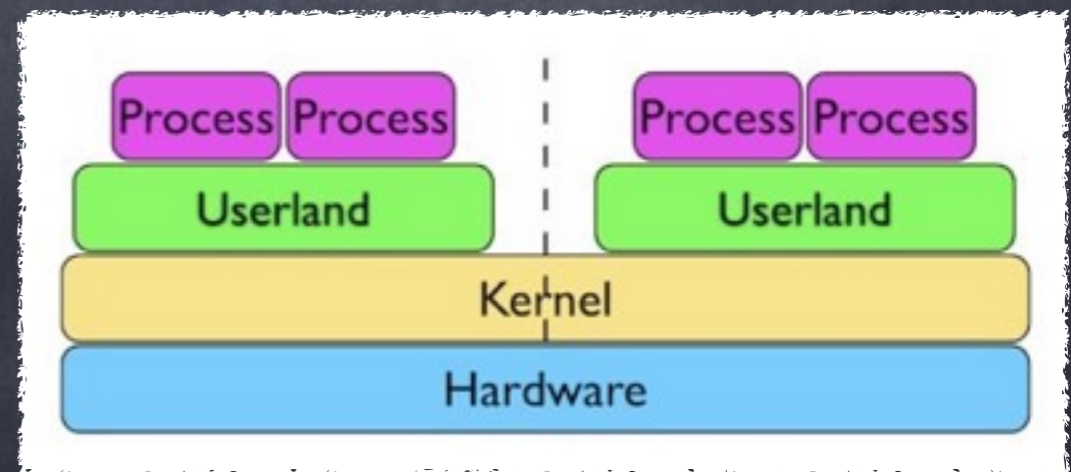 Process Process Process Process
Userland Userland
Kernel
Hardware